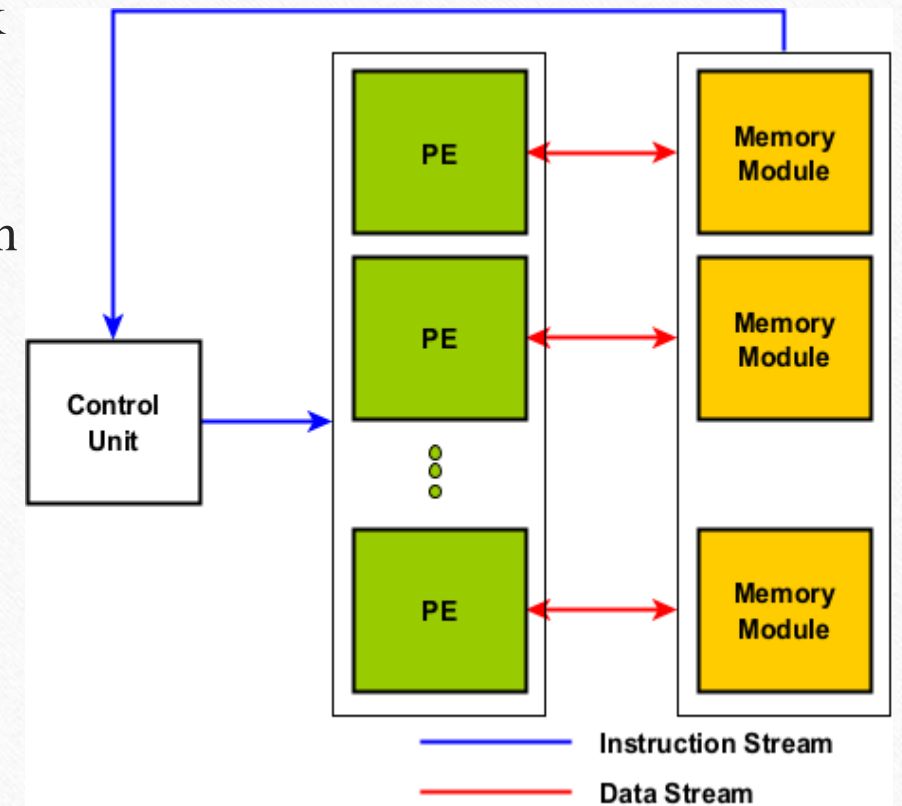 PE
Memory
Module
PE
Memory
Module
Control
Unit
PE
Memory
Module
Instruction Stream
Data Stream